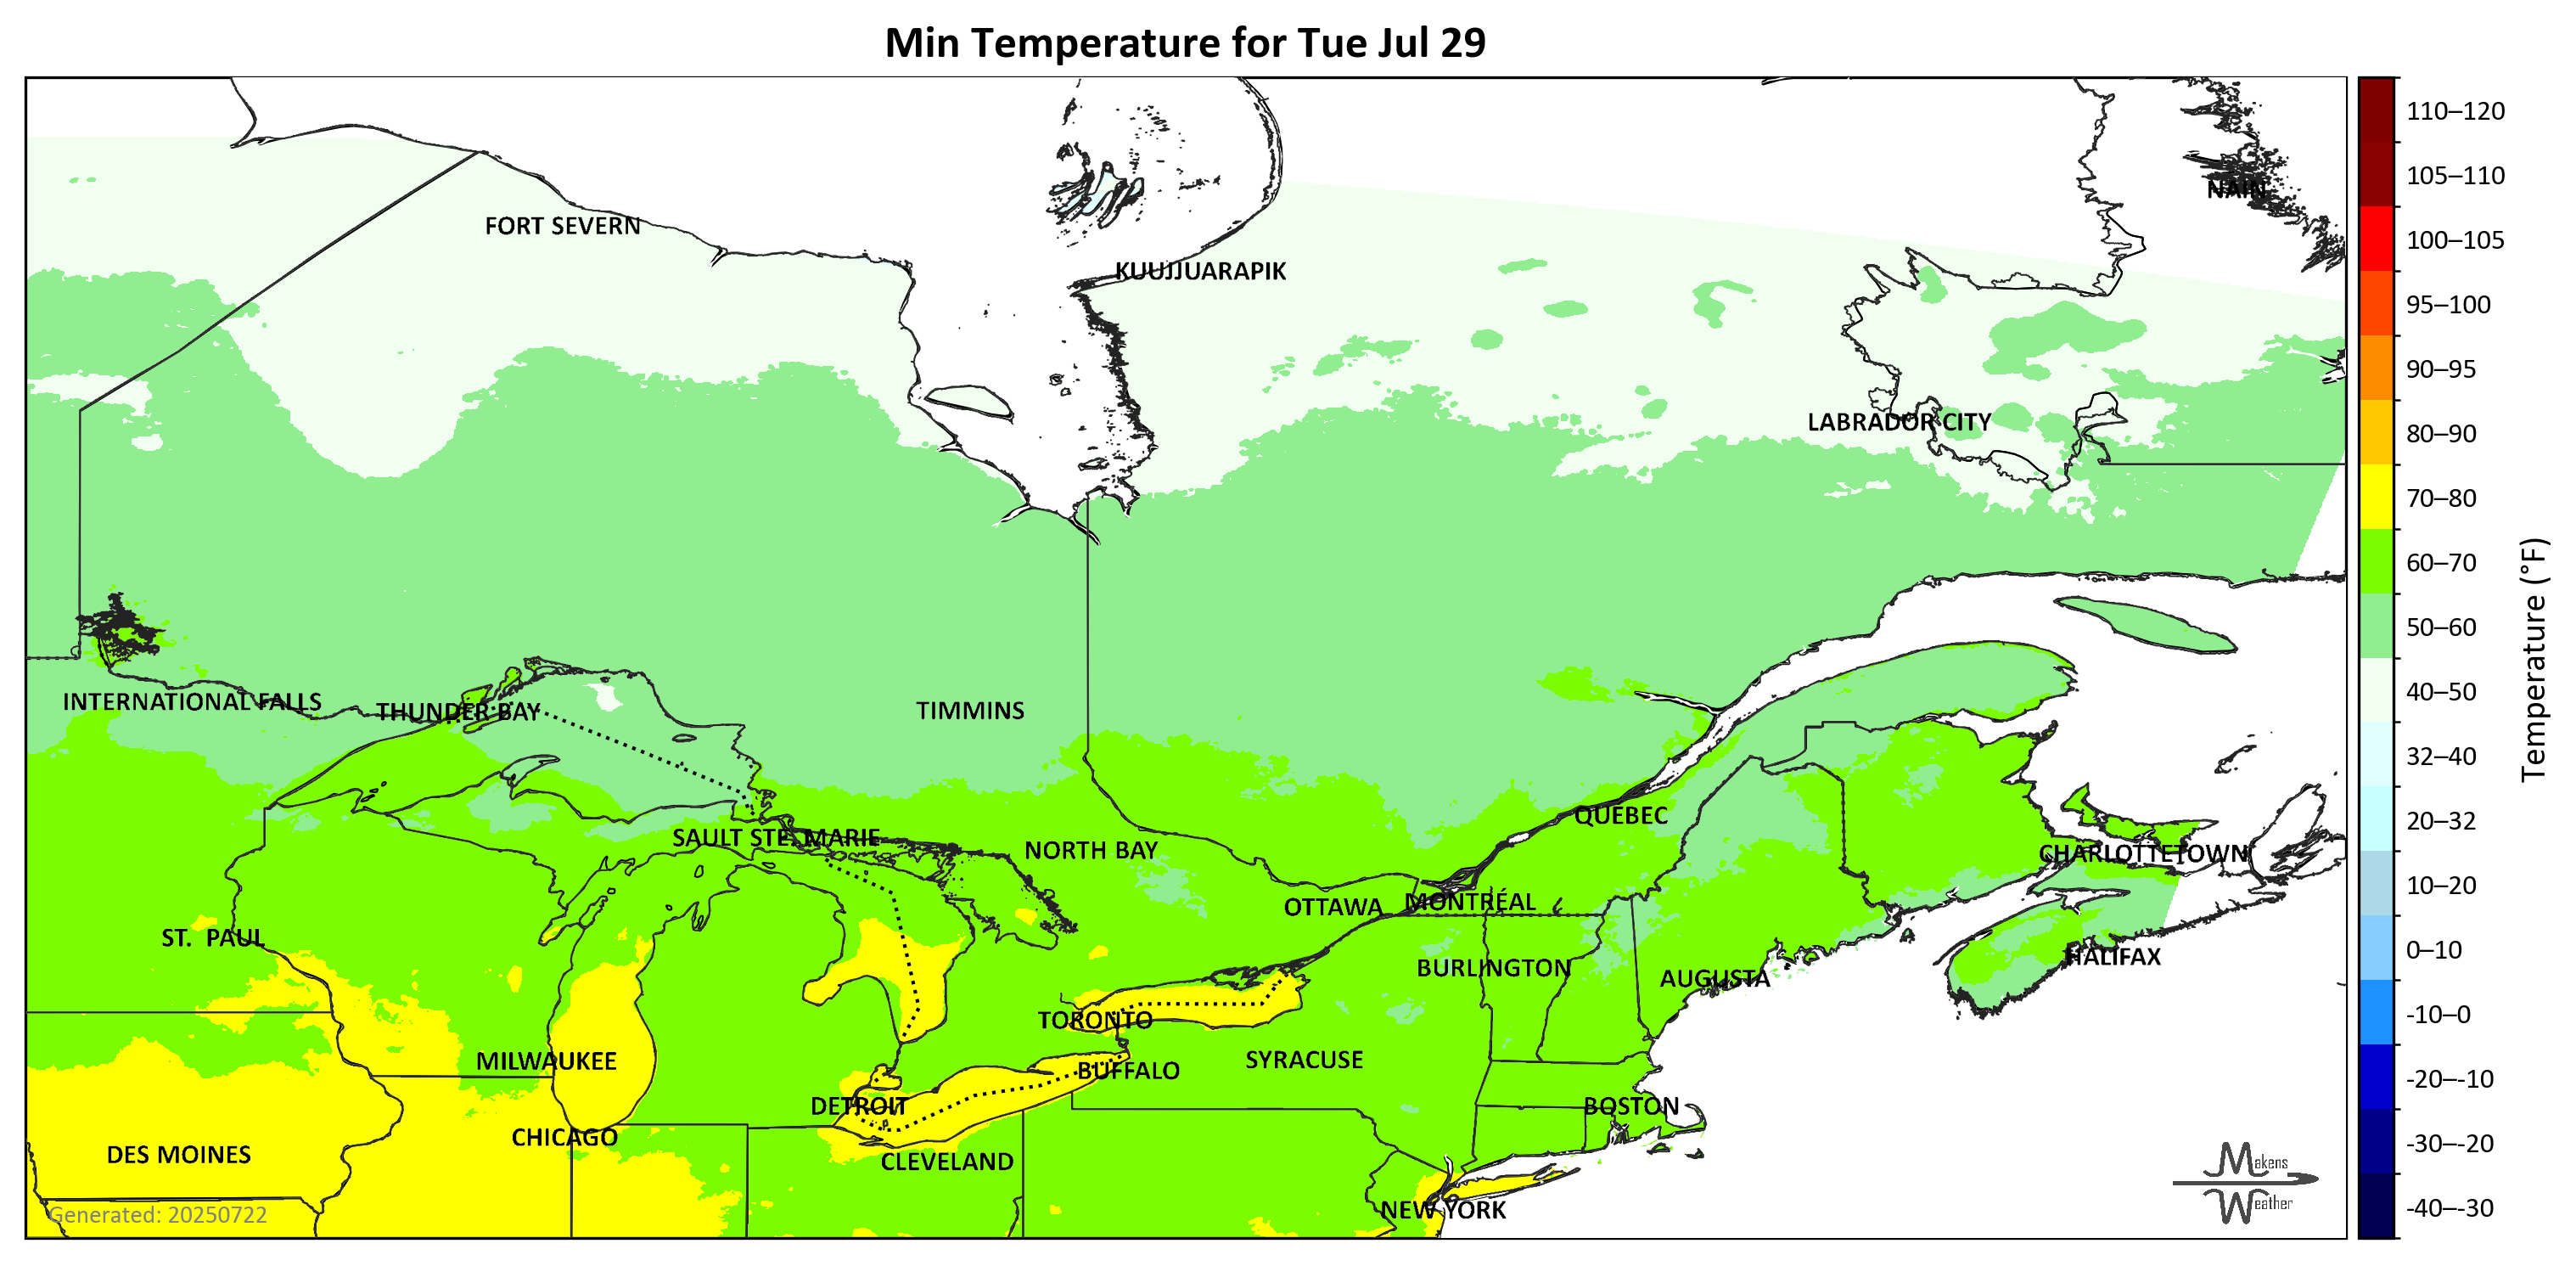 Min Temperature for Tue Jul 29
NAIN
FORT SEVERN
KUUJJUARAPIK
LABRADOR CITY
INTERNATIONAL FALLS
THUNDER BAY
TIMMINS
QUÉBEC
SAULT STE. MARIE
NORTH BAY
CHARLOTTETOWN
OTTAWA
MONTRÉAL
ST. PAUL
HALIFAX
BURLINGTON
AUGUSTA
TORONTO
MILWAUKEE
SYRACUSE
BUFFALO
DETROIT
BOSTON
CHICAGO
DES MOINES
CLEVELAND
NEW YORK
Generated: 20250722
Makens
Weather
110–120
105–110
100–105
95–100
90–95
80–90
70–80
60–70
50–60
40–50
32–40
20–32
10–20
0–10
-10–0
-20–-10
-30–-20
-40–-30
Temperature (°F)